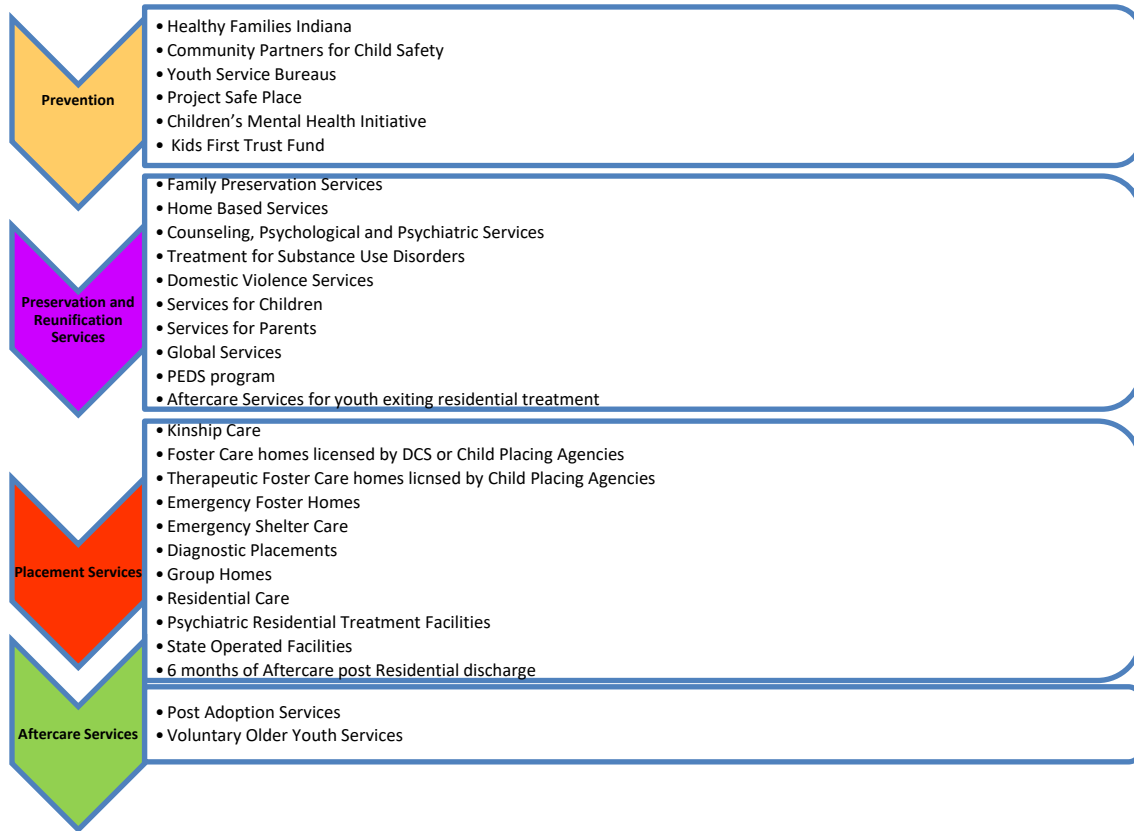 Prevention
• Healthy Families Indiana
• Community Partners for Child Safety
• Youth Service Bureaus
• Project Safe Place
• Children’s Mental Health Initiative
• Kids First Trust Fund
Preservation and
Reunification
Services
• Family Preservation Services
• Home Based Services
• Counseling, Psychological and Psychiatric Services
• Treatment for Substance Use Disorders
• Domestic Violence Services
• Services for Children
• Services for Parents
• Global Services
• PEDS program
• Aftercare Services for youth exiting residential treatment
Placement Services
• Kinship Care
• Foster Care homes licensed by DCS or Child Placing Agencies
• Therapeutic Foster Care homes licnsed by Child Placing Agencies
• Emergency Foster Homes
• Emergency Shelter Care
• Diagnostic Placements
• Group Homes
• Residential Care
• Psychiatric Residential Treatment Facilities
• State Operated Facilities
• 6 months of Aftercare post Residential discharge
Aftercare Services
• Post Adoption Services
• Voluntary Older Youth Services